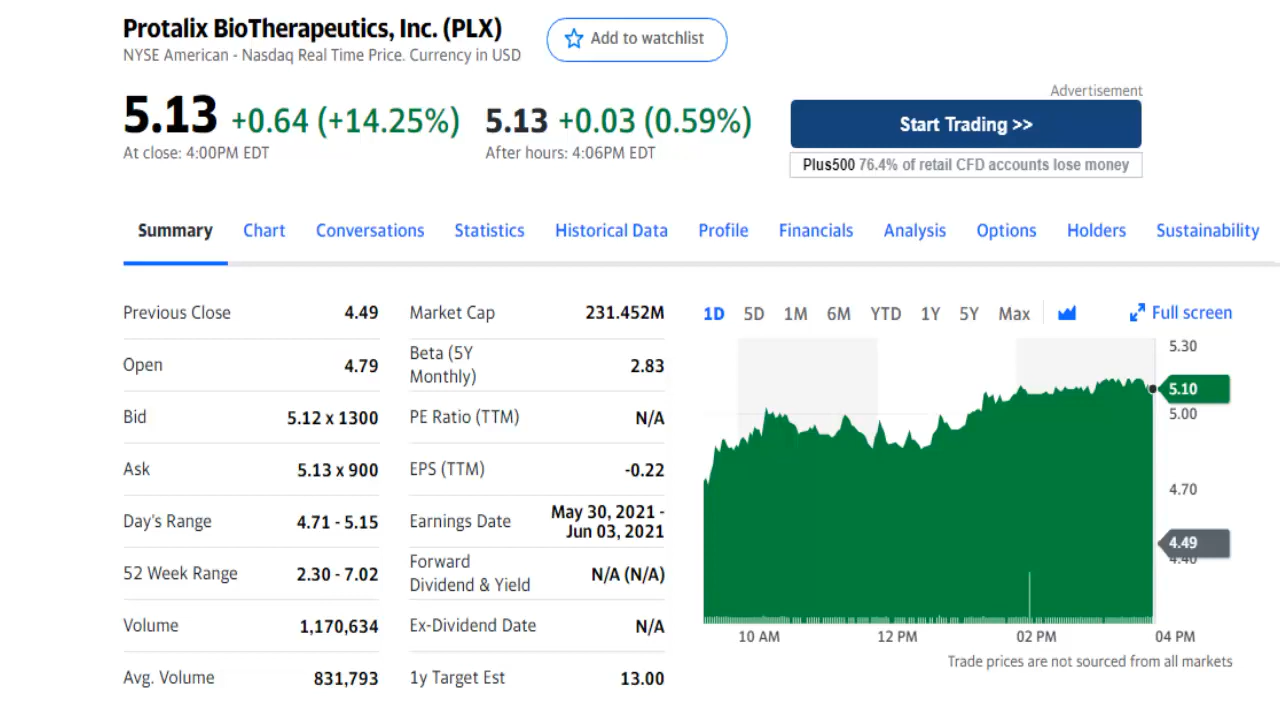 Protalix BioTherapeutics, Inc. (PLX)
Add to watchlist
NYSE American - Nasdaq Real Time Price. Currency in USD
5.13 +0.64 (+14.25%)
At close: 4:00PM EDT
5.13 +0.03 (0.59%)
After hours: 4:06PM EDT
Advertisement
Start Trading >>
Plus500 76.4% of retail CFD accounts lose money
Summary Chart Conversations Statistics Historical Data Profile Financials Analysis Options Holders Sustainability
Previous Close 4.49
Open 4.79
Bid 5.12 x 1300
Ask 5.13 x 900
Day's Range 4.71 - 5.15
52 Week Range 2.30 - 7.02
Volume 1,170,634
Avg. Volume 831,793
Market Cap 231.452M
Beta (5Y
Monthly) 2.83
PE Ratio (TTM) N/A
EPS (TTM) -0.22
Earnings Date May 30, 2021 -
Jun 03, 2021
Forward
Dividend & Yield N/A (N/A)
Ex-Dividend Date N/A
1y Target Est 13.00
1D 5D 1M 6M YTD 1Y 5Y Max Full screen
5.30
5.10
5.00
4.70
4.49
4.40
10 AM 12 PM 02 PM 04 PM
Trade prices are not sourced from all markets